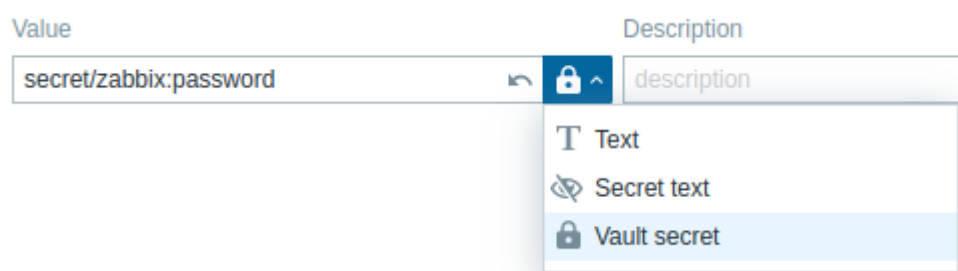 Value Description
secret/zabbix:password description
T Text
Secret text
Vault secret